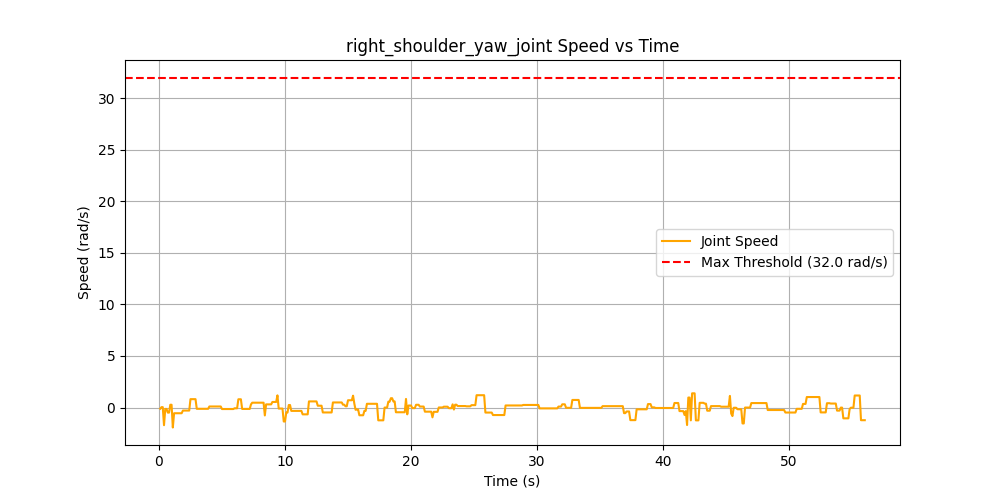 right_shoulder_yaw_joint Speed vs Time
Speed (rad/s)
30
25
20
15
10
5
0
Joint Speed
Max Threshold (32.0 rad/s)
0 10 20 30 40 50
Time (s)